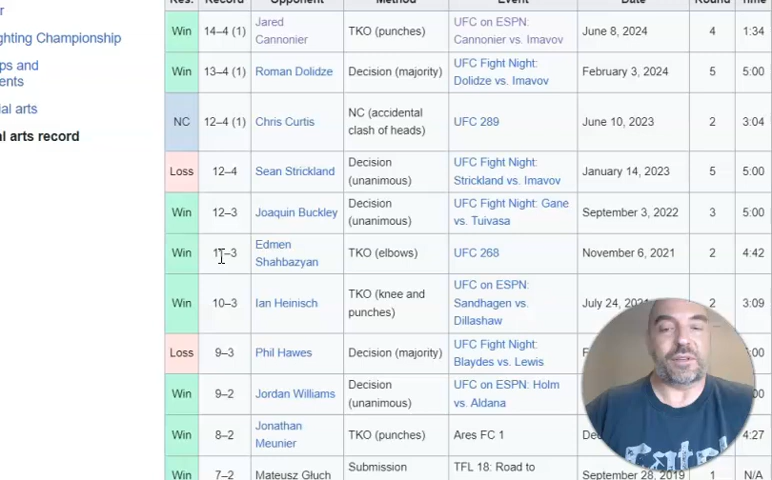 r
ghting Championship
ps and
ents
ial arts
al arts record
Res. Record Opponent Method Event Date Round Time
Win 14–4 (1) Jared Cannonier TKO (punches) UFC on ESPN: Cannonier vs. Imavov June 8, 2024 4 1:34
Win 13–4 (1) Roman Dolidze Decision (majority) UFC Fight Night: Dolidze vs. Imavov February 3, 2024 5 5:00
NC 12–4 (1) Chris Curtis NC (accidental clash of heads) UFC 289 June 10, 2023 2 3:04
Loss 12–4 Sean Strickland Decision (unanimous) UFC Fight Night: Strickland vs. Imavov January 14, 2023 5 5:00
Win 12–3 Joaquin Buckley Decision (unanimous) UFC Fight Night: Gane vs. Tuivasa September 3, 2022 3 5:00
Win 11–3 Edmen Shahbazyan TKO (elbows) UFC 268 November 6, 2021 2 4:42
Win 10–3 Ian Heinisch TKO (knee and punches) UFC on ESPN: Sandhagen vs. Dillashaw July 24, 2021 2 3:09
Loss 9–3 Phil Hawes Decision (majority) UFC Fight Night: Blaydes vs. Lewis F :00
Win 9–2 Jordan Williams Decision (unanimous) UFC on ESPN: Holm vs. Aldana :00
Win 8–2 Jonathan Meunier TKO (punches) Ares FC 1 Dec 4:27
Win 7–2 Mateusz Głuch Submission TFL 18: Road to September 28, 2019 1 N/A